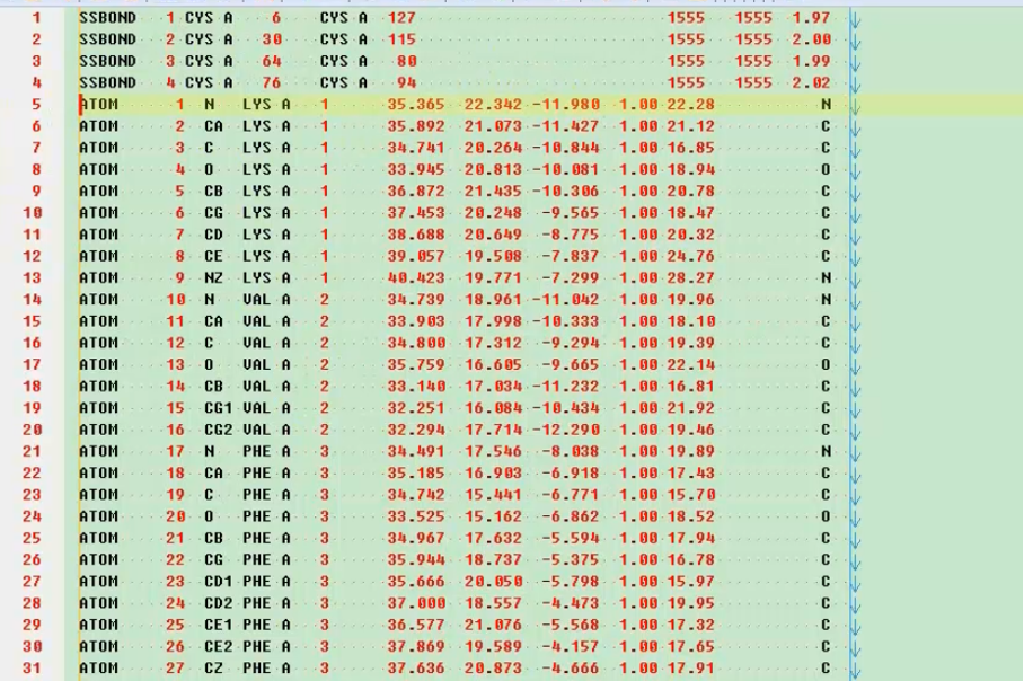 1 SSBOND 1 CYS A 6 CYS A 127 1555 1555 1.97
2 SSBOND 2 CYS A 30 CYS A 115 1555 1555 2.00
3 SSBOND 3 CYS A 64 CYS A 80 1555 1555 1.99
4 SSBOND 4 CYS A 76 CYS A 94 1555 1555 2.02
5 ATOM 1 N LYS A 1 35.365 22.342 -11.980 1.00 22.28 N
6 ATOM 2 CA LYS A 1 35.892 21.073 -11.427 1.00 21.12 C
7 ATOM 3 C LYS A 1 34.741 20.264 -10.844 1.00 16.85 C
8 ATOM 4 O LYS A 1 33.945 20.813 -10.081 1.00 18.94 O
9 ATOM 5 CB LYS A 1 36.872 21.435 -10.306 1.00 20.78 C
10 ATOM 6 CG LYS A 1 37.453 20.248 -9.565 1.00 18.47 C
11 ATOM 7 CD LYS A 1 38.688 20.649 -8.775 1.00 20.32 C
12 ATOM 8 CE LYS A 1 39.057 19.508 -7.837 1.00 24.76 C
13 ATOM 9 NZ LYS A 1 40.423 19.771 -7.299 1.00 28.27 N
14 ATOM 10 N VAL A 2 34.739 18.961 -11.042 1.00 19.96 N
15 ATOM 11 CA VAL A 2 33.903 17.998 -10.333 1.00 18.10 C
16 ATOM 12 C VAL A 2 34.800 17.312 -9.294 1.00 19.39 C
17 ATOM 13 O VAL A 2 35.759 16.605 -9.665 1.00 22.14 O
18 ATOM 14 CB VAL A 2 33.140 17.034 -11.232 1.00 16.81 C
19 ATOM 15 CG1 VAL A 2 32.251 16.084 -10.434 1.00 21.92 C
20 ATOM 16 CG2 VAL A 2 32.294 17.714 -12.290 1.00 19.46 C
21 ATOM 17 N PHE A 3 34.491 17.546 -8.038 1.00 19.89 N
22 ATOM 18 CA PHE A 3 35.185 16.903 -6.918 1.00 17.43 C
23 ATOM 19 C PHE A 3 34.742 15.441 -6.771 1.00 15.70 C
24 ATOM 20 O PHE A 3 33.525 15.162 -6.862 1.00 18.52 O
25 ATOM 21 CB PHE A 3 34.967 17.632 -5.594 1.00 17.94 C
26 ATOM 22 CG PHE A 3 35.944 18.737 -5.375 1.00 16.78 C
27 ATOM 23 CD1 PHE A 3 35.666 20.050 -5.798 1.00 15.97 C
28 ATOM 24 CD2 PHE A 3 37.000 18.557 -4.473 1.00 19.95 C
29 ATOM 25 CE1 PHE A 3 36.577 21.076 -5.568 1.00 17.32 C
30 ATOM 26 CE2 PHE A 3 37.869 19.589 -4.157 1.00 17.65 C
31 ATOM 27 CZ PHE A 3 37.636 20.873 -4.666 1.00 17.91 C